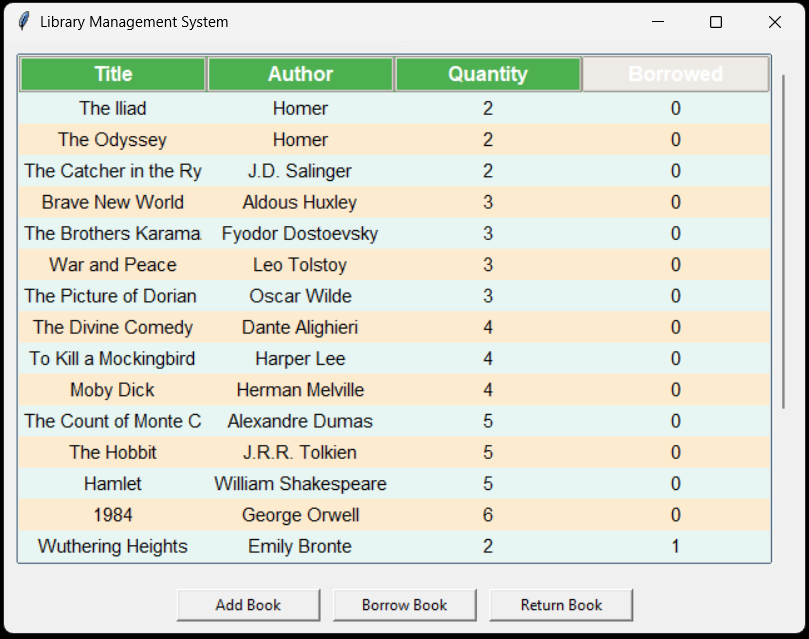 Library Management System
Title Author Quantity Borrowed
The Iliad Homer 2 0
The Odyssey Homer 2 0
The Catcher in the Ry J.D. Salinger 2 0
Brave New World Aldous Huxley 3 0
The Brothers Karama Fyodor Dostoevsky 3 0
War and Peace Leo Tolstoy 3 0
The Picture of Dorian Oscar Wilde 3 0
The Divine Comedy Dante Alighieri 4 0
To Kill a Mockingbird Harper Lee 4 0
Moby Dick Herman Melville 4 0
The Count of Monte C Alexandre Dumas 5 0
The Hobbit J.R.R. Tolkien 5 0
Hamlet William Shakespeare 5 0
1984 George Orwell 6 0
Wuthering Heights Emily Bronte 2 1
Add Book Borrow Book Return Book